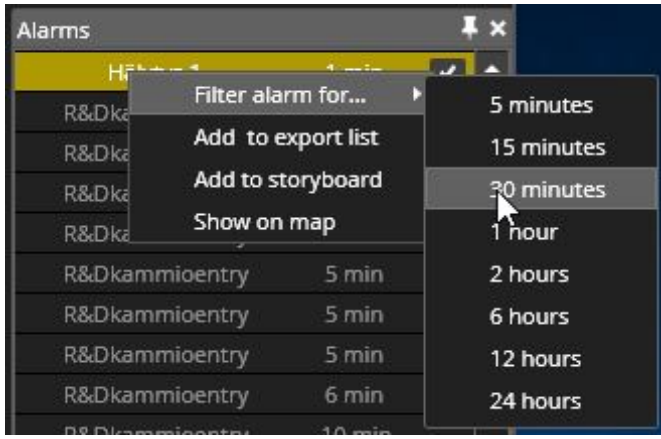 Alarms
Filter alarm for...
Add to export list
Add to storyboard
Show on map
5 minutes
15 minutes
30 minutes
1 hour
2 hours
6 hours
12 hours
24 hours
R&Dkammioentry 5 min
R&Dkammioentry 5 min
R&Dkammioentry 5 min
R&Dkammioentry 6 min
R&Dkammioentry 10 min